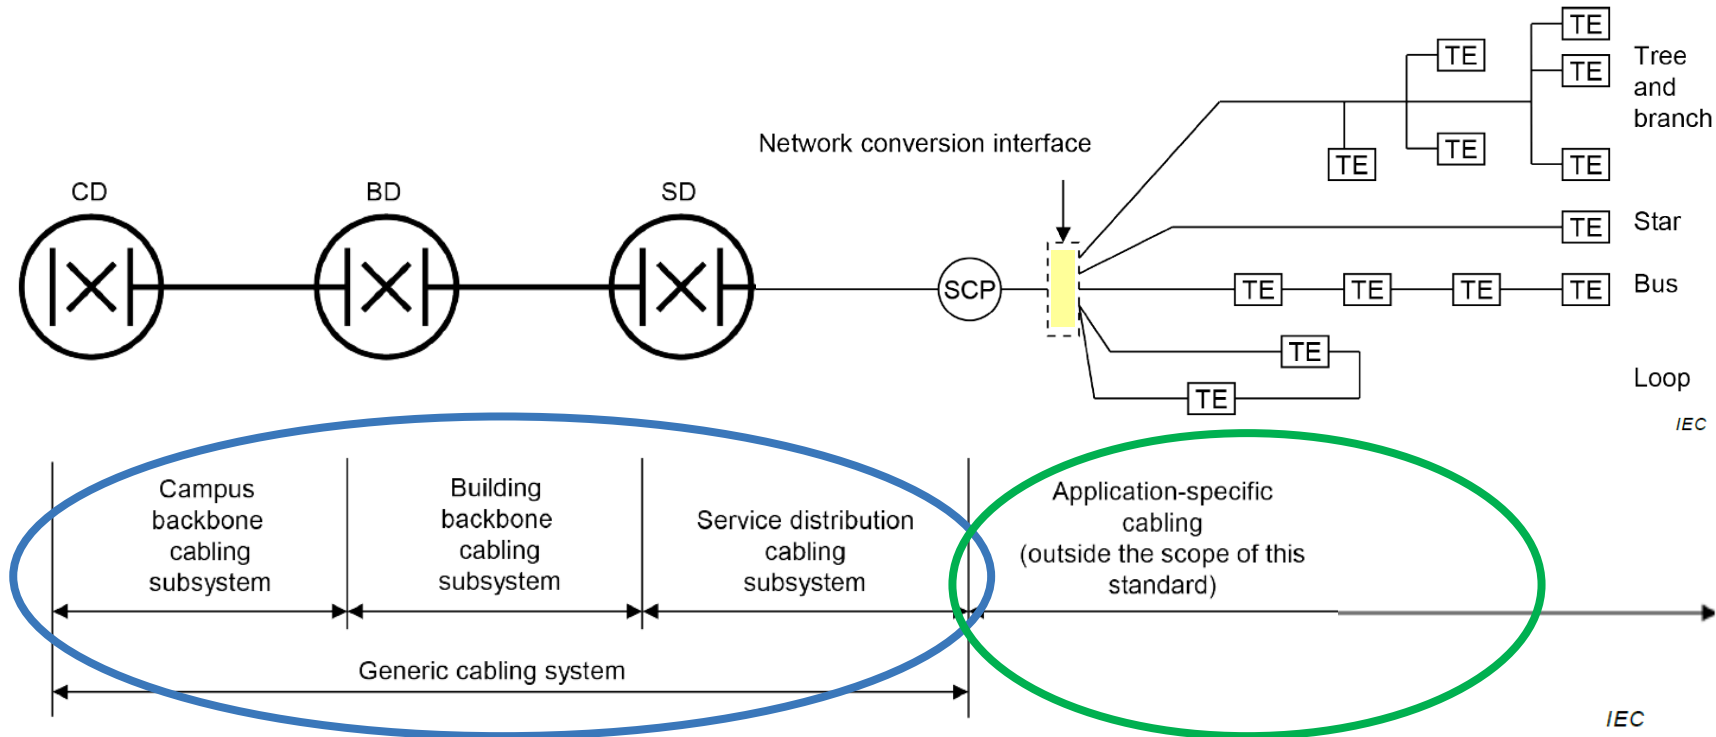 TE
TE
Tree
and
branch
TE
TE
Network conversion interface
TE
TE
TE
CD
BD
SD
TE
Star
SCP
TE
TE
TE
TE
Bus
TE
Loop
TE
IEC
Campus
backbone
cabling
subsystem
Building
backbone
cabling
subsystem
Service distribution
cabling
subsystem
Application-specific
cabling
(outside the scope of this
standard)
Generic cabling system
IEC